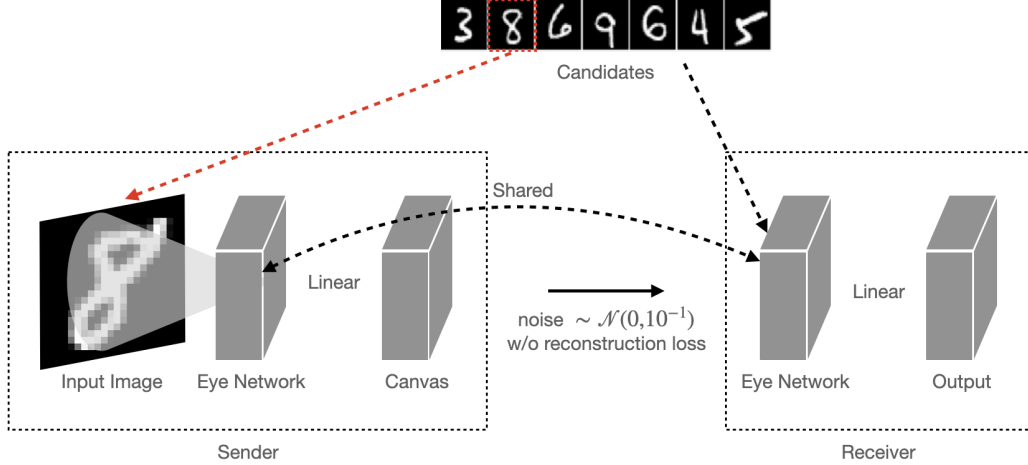 3 8 6 9 6 4 5
Candidates
Shared
Linear
Linear
noise ∼ 𝒩(0,10⁻¹)
w/o reconstruction loss
Input Image
Eye Network
Canvas
Eye Network
Output
Sender
Receiver